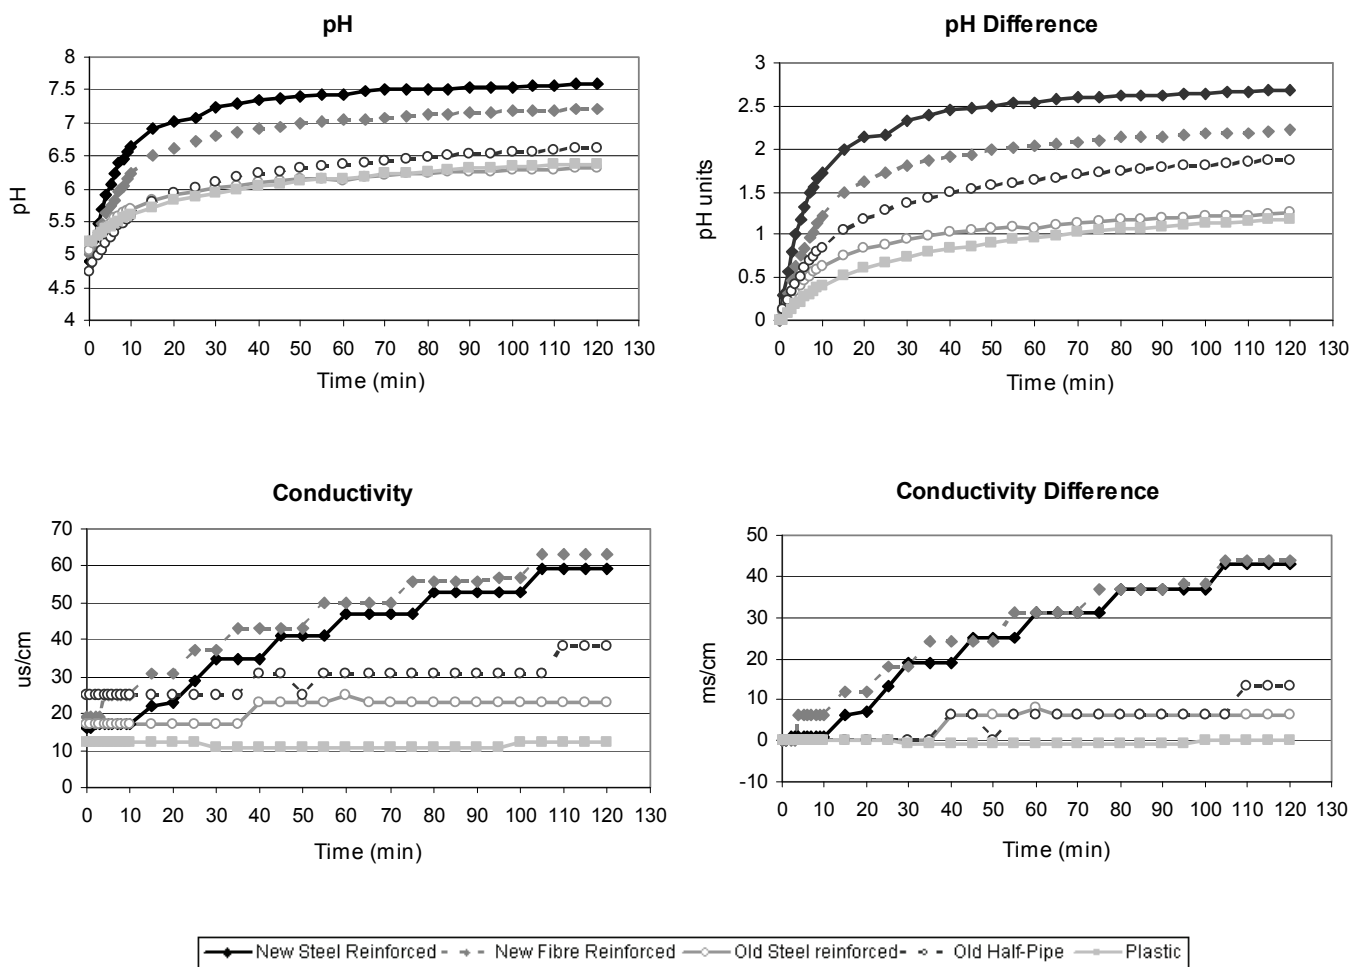 pH
8
7.5
7
6.5
6
5.5
5
4.5
4
pH
0 10 20 30 40 50 60 70 80 90 100 110 120 130
Time (min)
pH Difference
3
2.5
2
1.5
1
0.5
0
pH units
0 10 20 30 40 50 60 70 80 90 100 110 120 130
Time (min)
Conductivity
70
60
50
40
30
20
10
0
us/cm
0 10 20 30 40 50 60 70 80 90 100 110 120 130
Time (min)
Conductivity Difference
50
40
30
20
10
0
-10
ms/cm
0 10 20 30 40 50 60 70 80 90 100 110 120 130
Time (min)
New Steel Reinforced New Fibre Reinforced Old Steel reinforced Old Half-Pipe Plastic